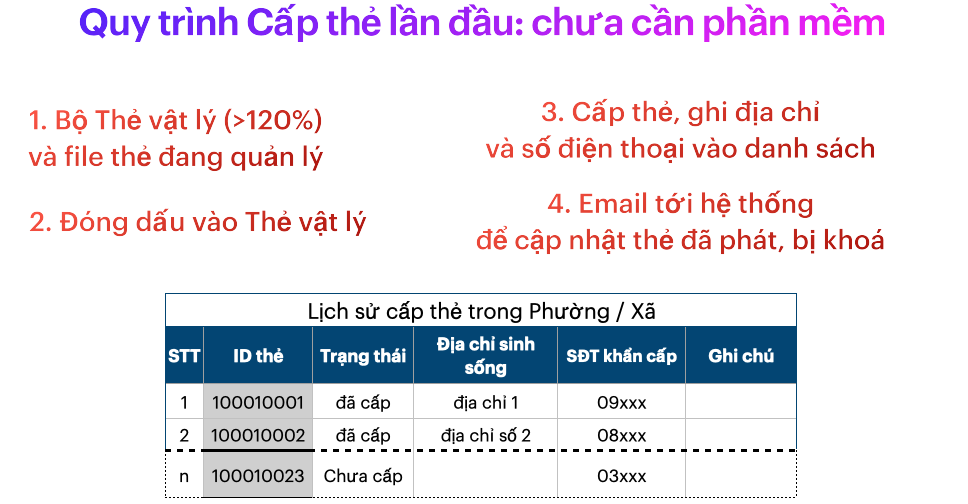 Quy trình Cấp thẻ lần đầu: chưa cần phần mềm
1. Bộ Thẻ vật lý (>120%)
và file thẻ đang quản lý
2. Đóng dấu vào Thẻ vật lý
3. Cấp thẻ, ghi địa chỉ
và số điện thoại vào danh sách
4. Email tới hệ thống
để cập nhật thẻ đã phát, bị khoá
Lịch sử cấp thẻ trong Phường / Xã
STT ID thẻ Trạng thái Địa chỉ sinh sống SĐT khẩn cấp Ghi chú
1 100010001 đã cấp địa chỉ 1 09xxx
2 100010002 đã cấp địa chỉ số 2 08xxx
n 100010023 Chưa cấp 03xxx